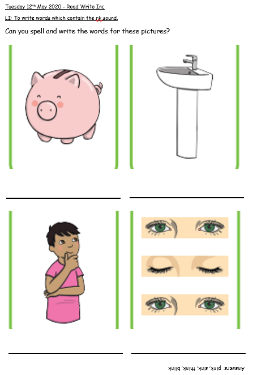 Tuesday 12th May 2020 – Read Write Inc.
LI: To write words which contain the nk sound.
Can you spell and write the words for these pictures?
Answers: pink, sink, think, blink